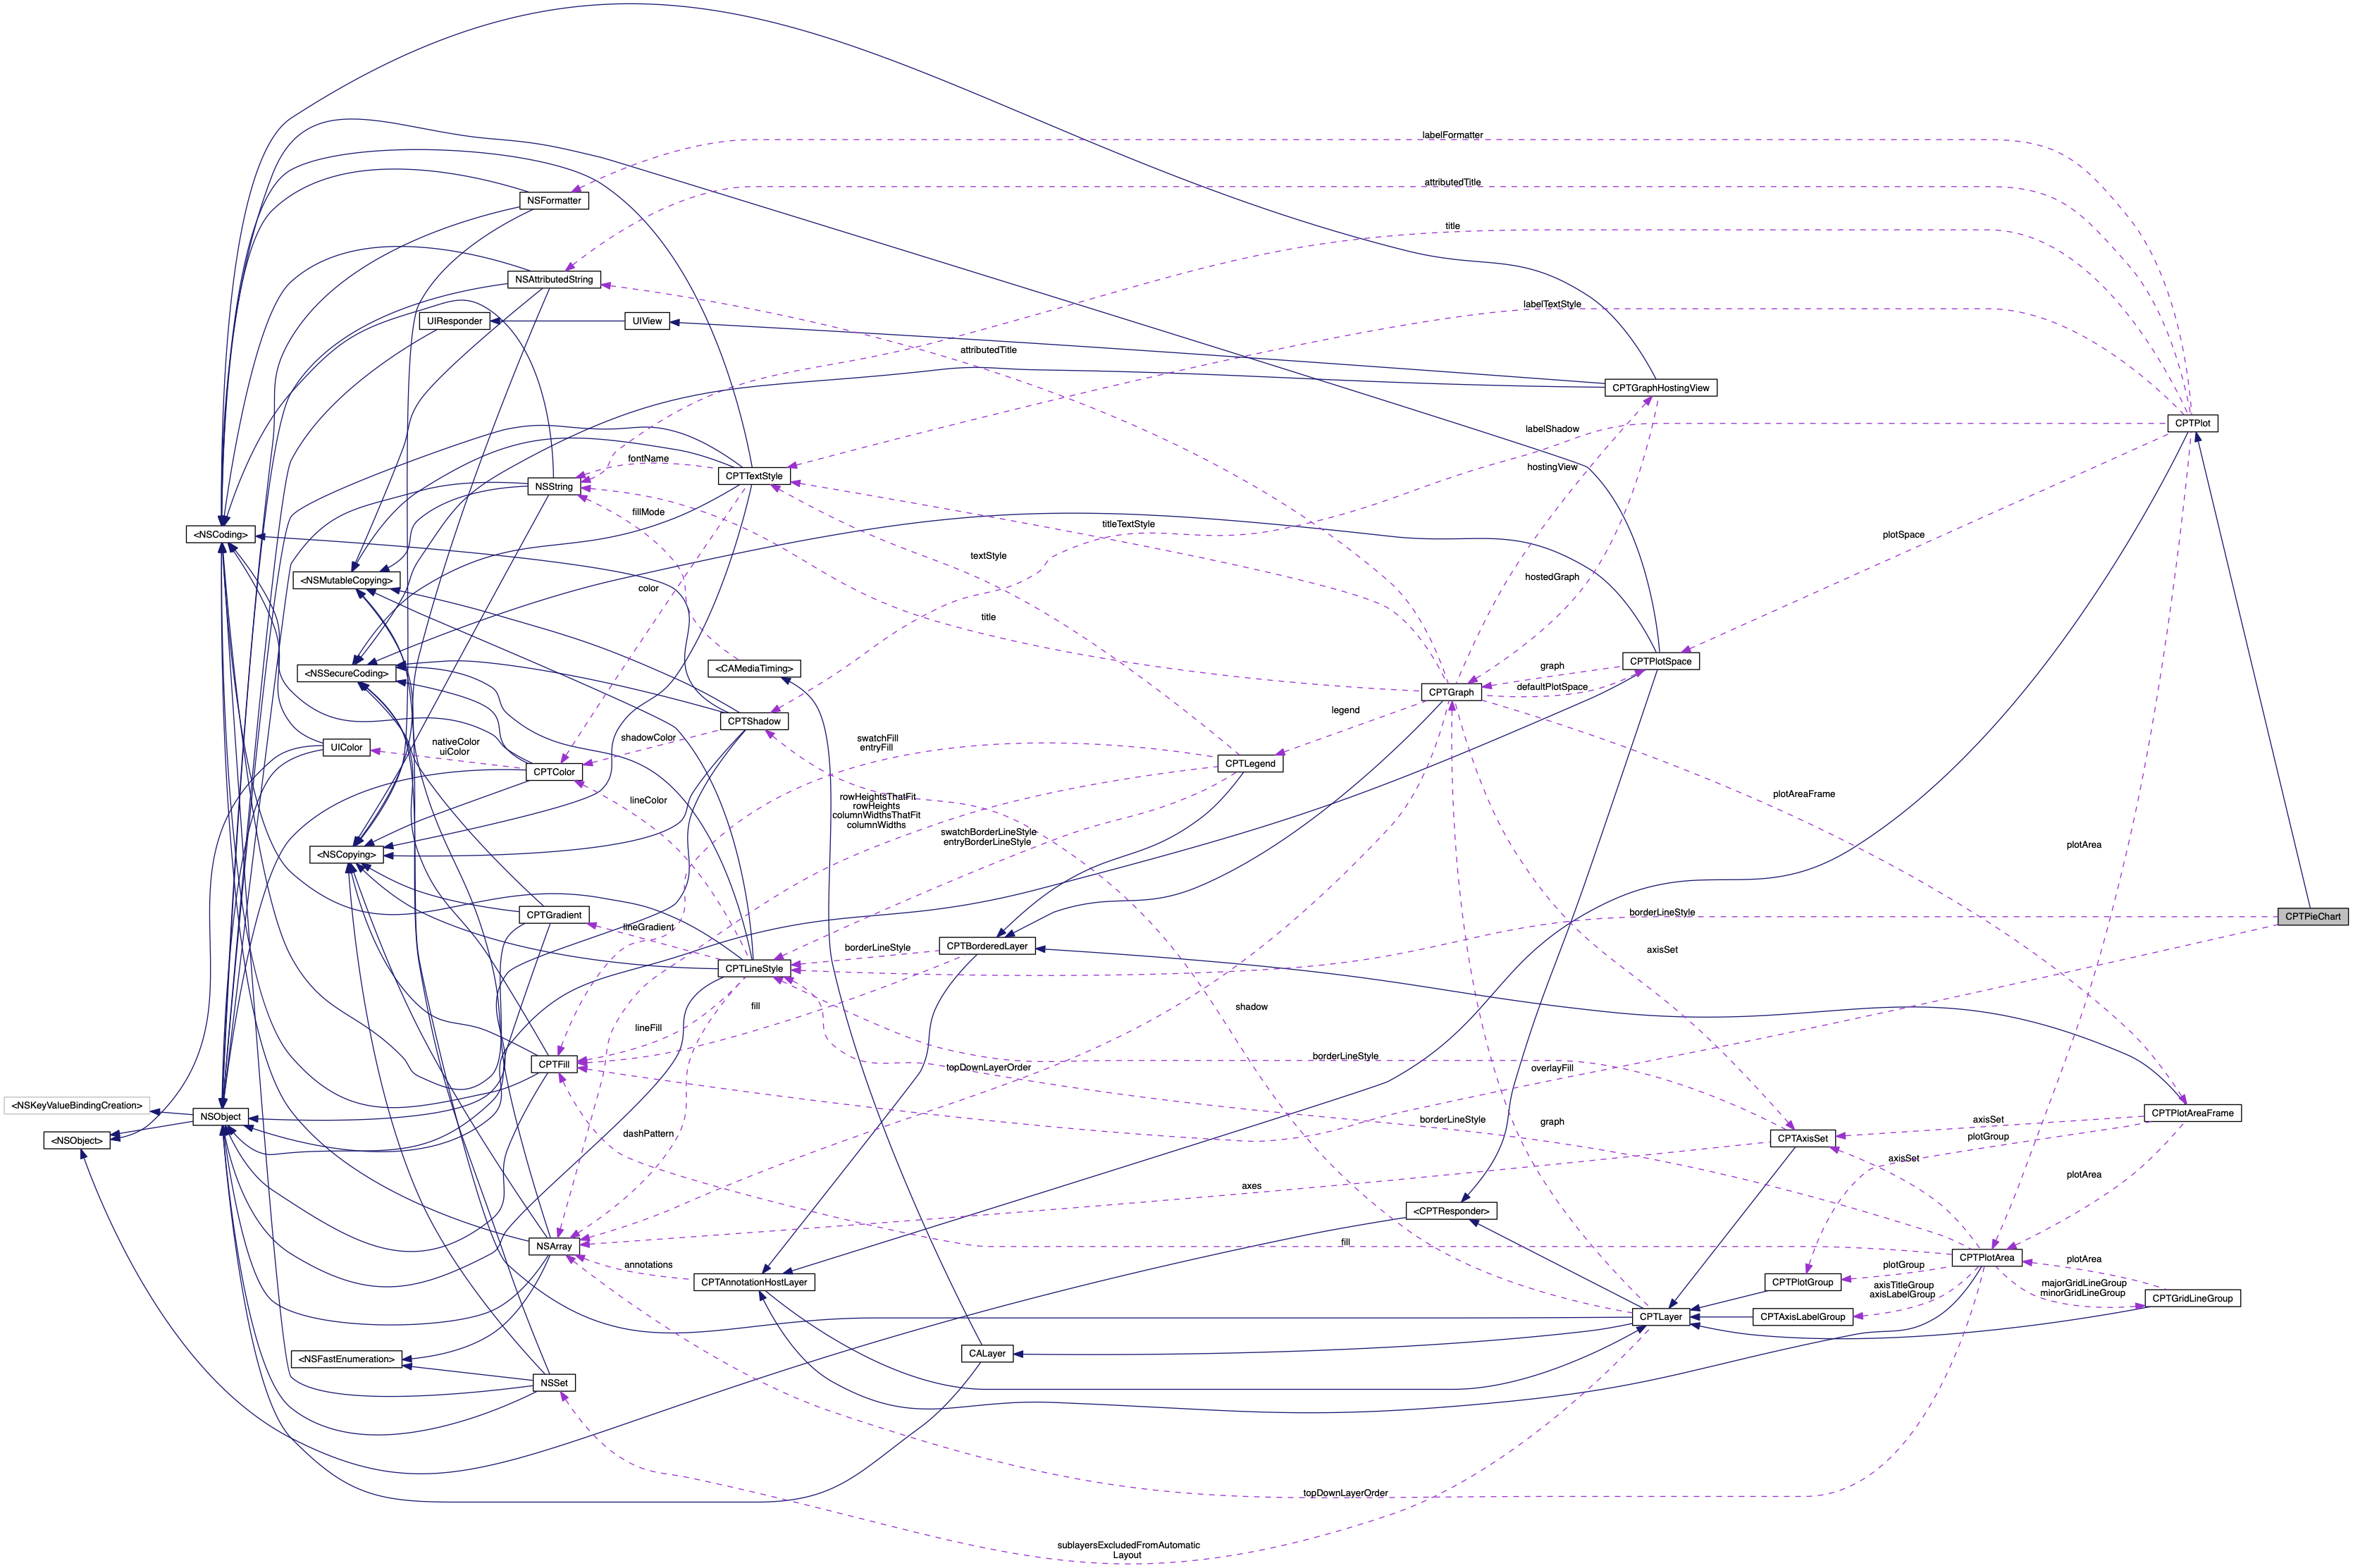 labelFormatter
attributedTitle
NSFormatter
title
NSAttributedString
labelTextStyle
UIResponder
UIView
attributedTitle
CPTGraphHostingView
CPTPlot
labelShadow
fontName
hostingView
CPTTextStyle
NSString
fillMode
titleTextStyle
<NSCoding>
plotSpace
textStyle
<NSMutableCopying>
hostedGraph
color
title
<CAMediaTiming>
CPTPlotSpace
graph
<NSSecureCoding>
defaultPlotSpace
CPTGraph
legend
CPTShadow
shadowColor
swatchFill
entryFill
nativeColor
uiColor
UIColor
CPTLegend
CPTColor
plotAreaFrame
lineColor
rowHeightsThatFit
rowHeights
columnWidthsThatFit
columnWidths
swatchBorderLineStyle
entryBorderLineStyle
plotArea
<NSCopying>
CPTGradient
borderLineStyle
CPTPieChart
lineGradient
CPTBorderedLayer
borderLineStyle
axisSet
CPTLineStyle
fill
shadow
lineFill
borderLineStyle
CPTFill
topDownLayerOrder
overlayFill
<NSKeyValueBindingCreation>
NSObject
CPTPlotAreaFrame
axisSet
borderLineStyle
graph
dashPattern
<NSObject>
plotGroup
CPTAxisSet
axisSet
plotArea
axes
<CPTResponder>
fill
NSArray
CPTPlotArea
plotArea
annotations
plotGroup
CPTAnnotationHostLayer
CPTPlotGroup
axisTitleGroup
axisLabelGroup
majorGridLineGroup
minorGridLineGroup
CPTGridLineGroup
CPTLayer
CPTAxisLabelGroup
CALayer
<NSFastEnumeration>
NSSet
topDownLayerOrder
sublayersExcludedFromAutomatic
Layout